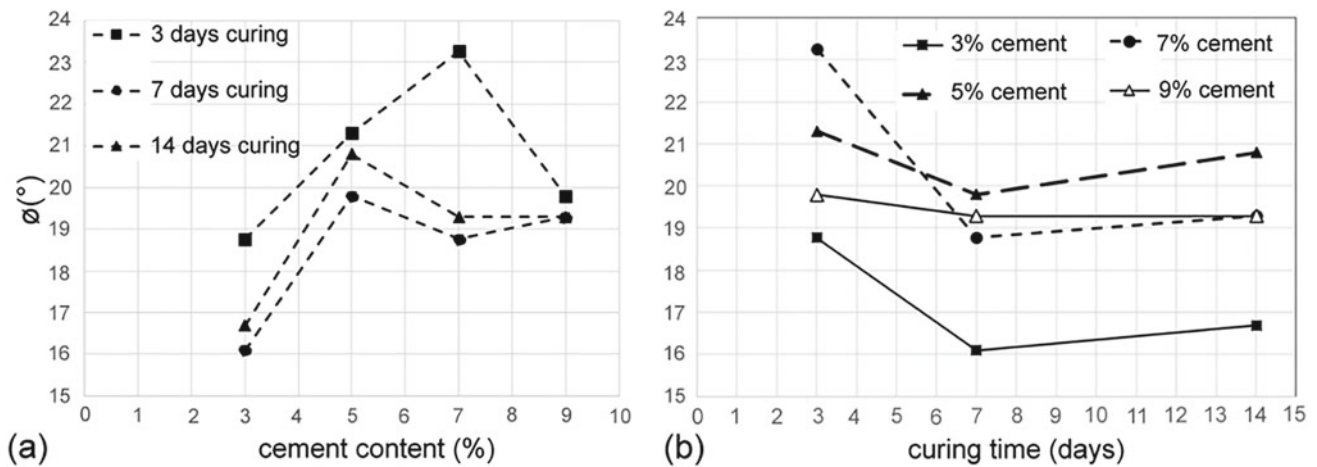 24
23
22
21
20
19
18
17
16
15
ø(°)
3 days curing
7 days curing
14 days curing
0 1 2 3 4 5 6 7 8 9 10
cement content (%)
(a)
24
23
22
21
20
19
18
17
16
15
3% cement
7% cement
5% cement
9% cement
0 1 2 3 4 5 6 7 8 9 10 11 12 13 14 15
curing time (days)
(b)